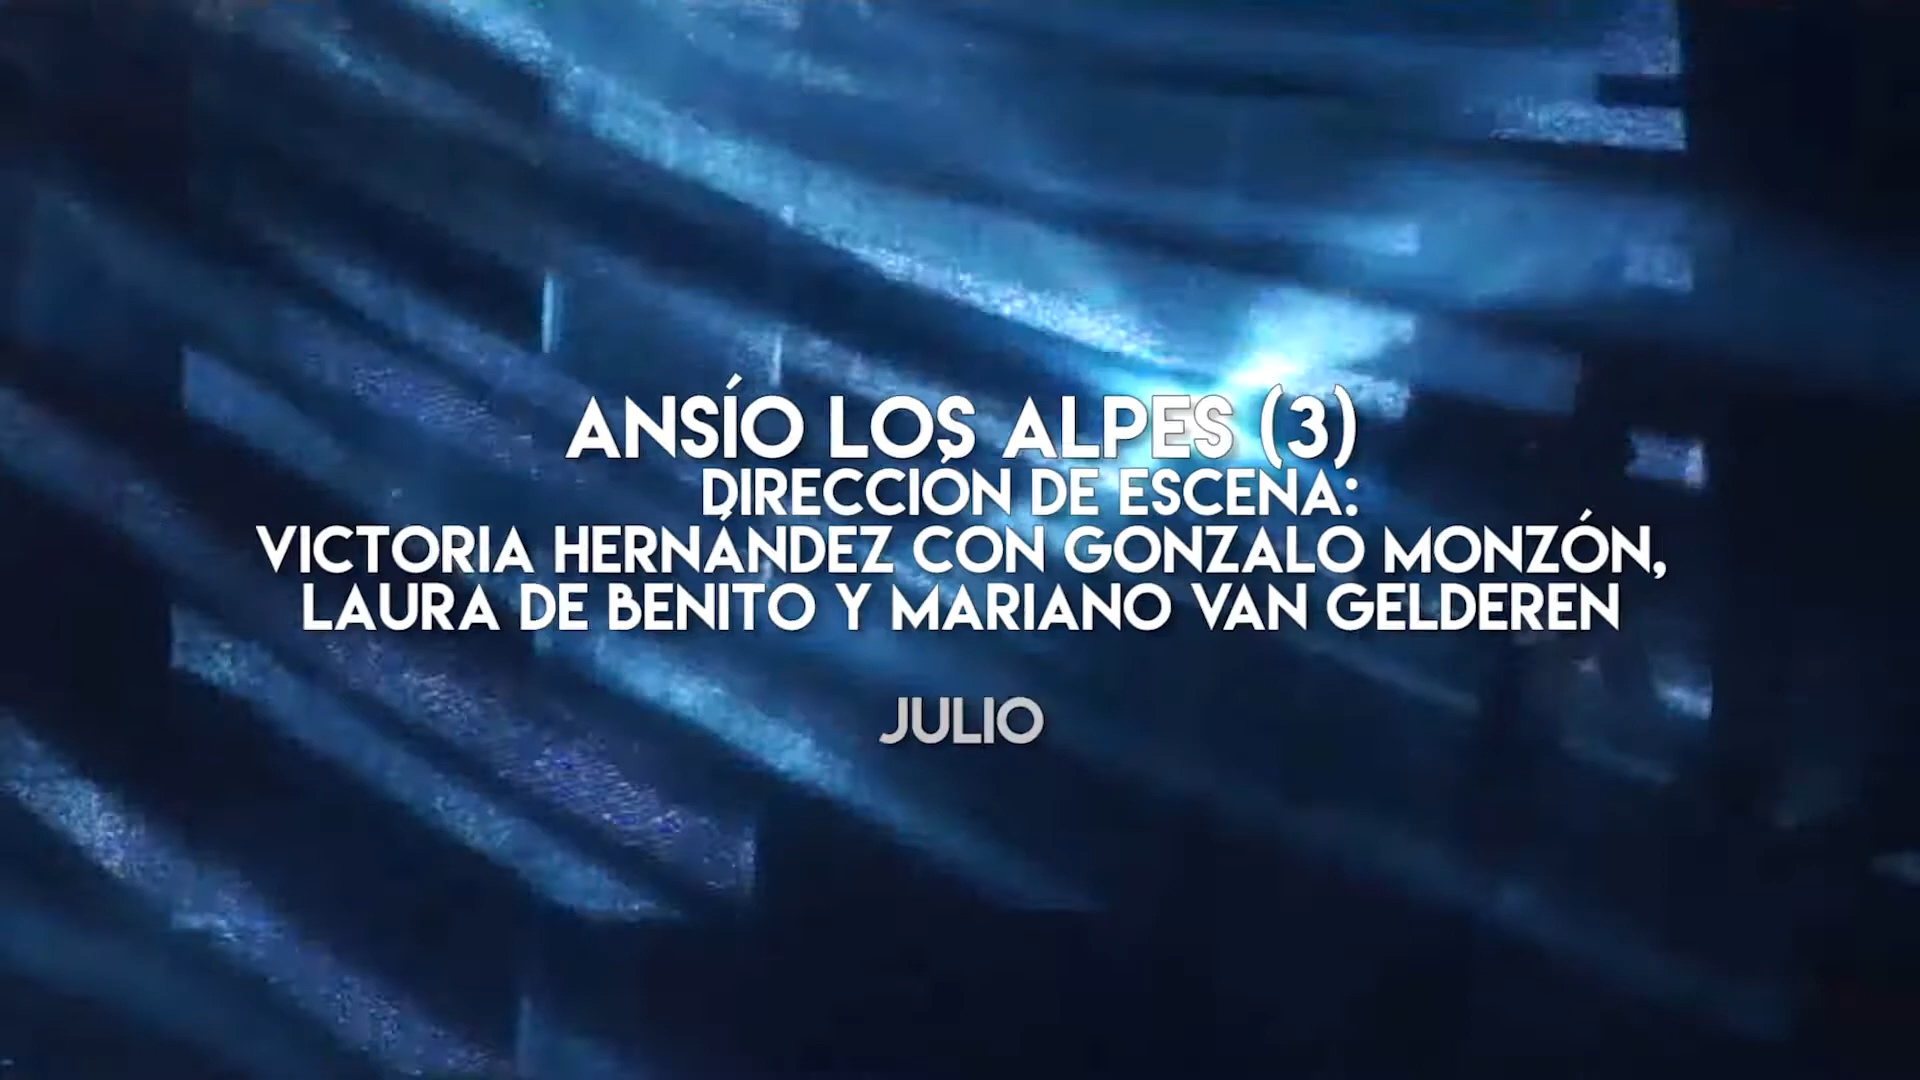 ANSÍO LOS ALPES (3)
DIRECCIÓN DE ESCENA:
VICTORIA HERNÁNDEZ CON GONZALO MONZÓN,
LAURA DE BENITO Y MARIANO VAN GELDEREN
JULIO